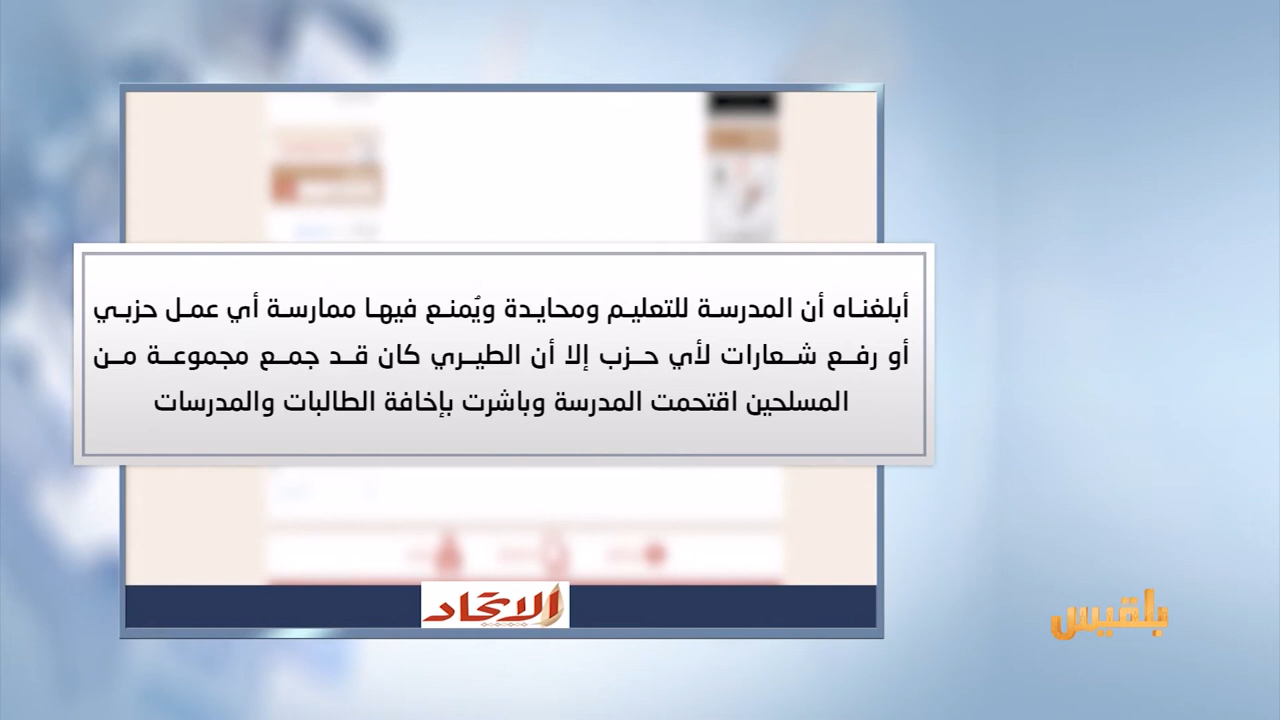 أبلغناه أن المدرسة للتعليم ومحايدة ويُمنع فيها ممارسة أي عمل حزبي
أو رفع شعارات لأي حزب إلا أن الطيري كان قد جمع مجموعة من
المسلحين اقتحمت المدرسة وباشرت بإخافة الطالبات والمدرسات
الاتحاد
بلقيس